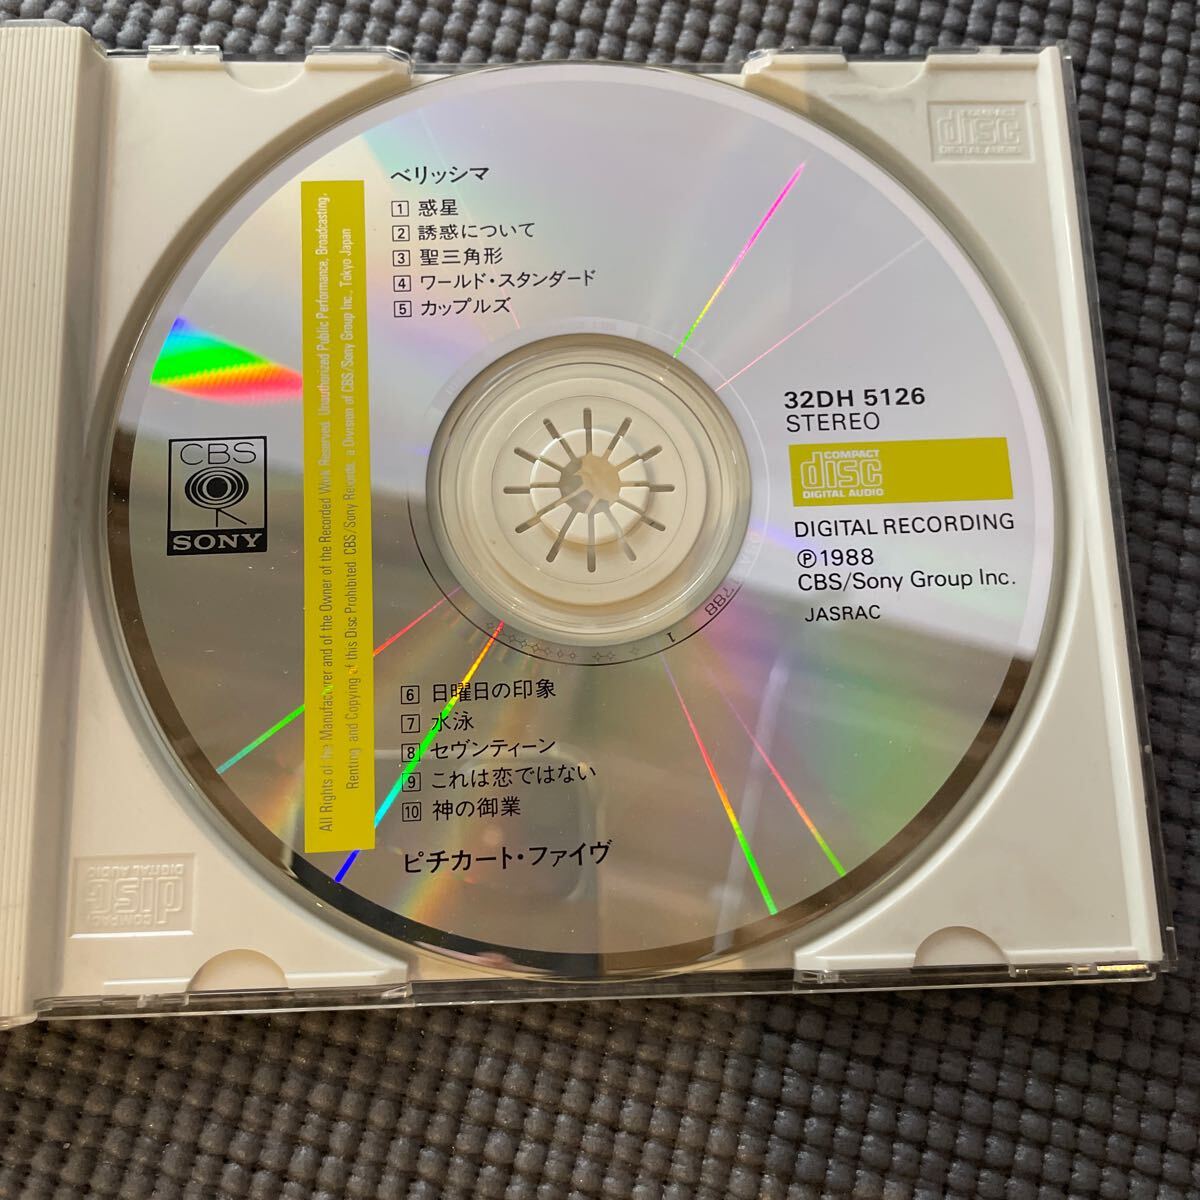 ベリッシマ
1 惑星
2 誘惑について
3 聖三角形
4 ワールド・スタンダード
5 カップルズ
6 日曜日の印象
7 水泳
8 セヴンティーン
9 これは恋ではない
10 神の御業
ピチカート・ファイヴ
All Rights of the Manufacturer and of the Owner of the Recorded Work Reserved. Unauthorized Public Performance, Broadcasting,
Renting and Copying of this Disc Prohibited. CBS/Sony Records, a Division of CBS/Sony Group Inc., Tokyo Japan
CBS
SONY
32DH 5126
STEREO
COMPACT
disc
DIGITAL AUDIO
DIGITAL RECORDING
℗1988
CBS/Sony Group Inc.
JASRAC
COMPACT
disc
DIGITAL AUDIO
COMPACT
disc
DIGITAL AUDIO